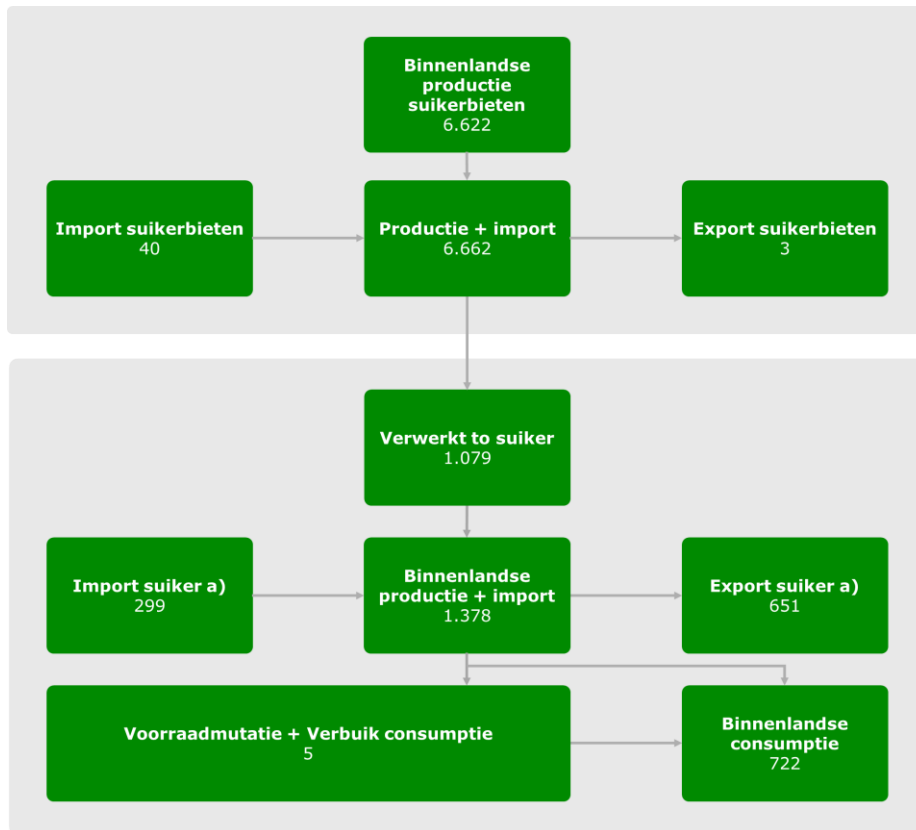 Binnenlandse
productie
suikerbieten
6.622
Import suikerbieten
40
Productie + import
6.662
Export suikerbieten
3
Verwerkt to suiker
1.079
Import suiker a)
299
Binnenlandse
productie + import
1.378
Export suiker a)
651
Voorraadmutatie + Verbuik consumptie
5
Binnenlandse
consumptie
722